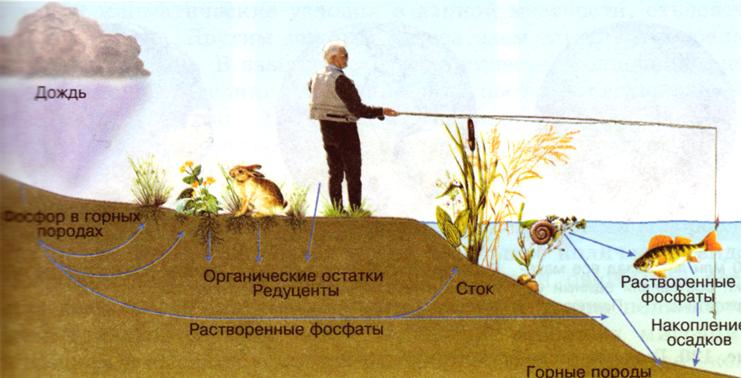 Дождь
Фосфор в горных
породах
Органические остатки
Редуценты
Сток
Растворенные фосфаты
Растворенные
фосфаты
Накопление
осадков
Горные породы